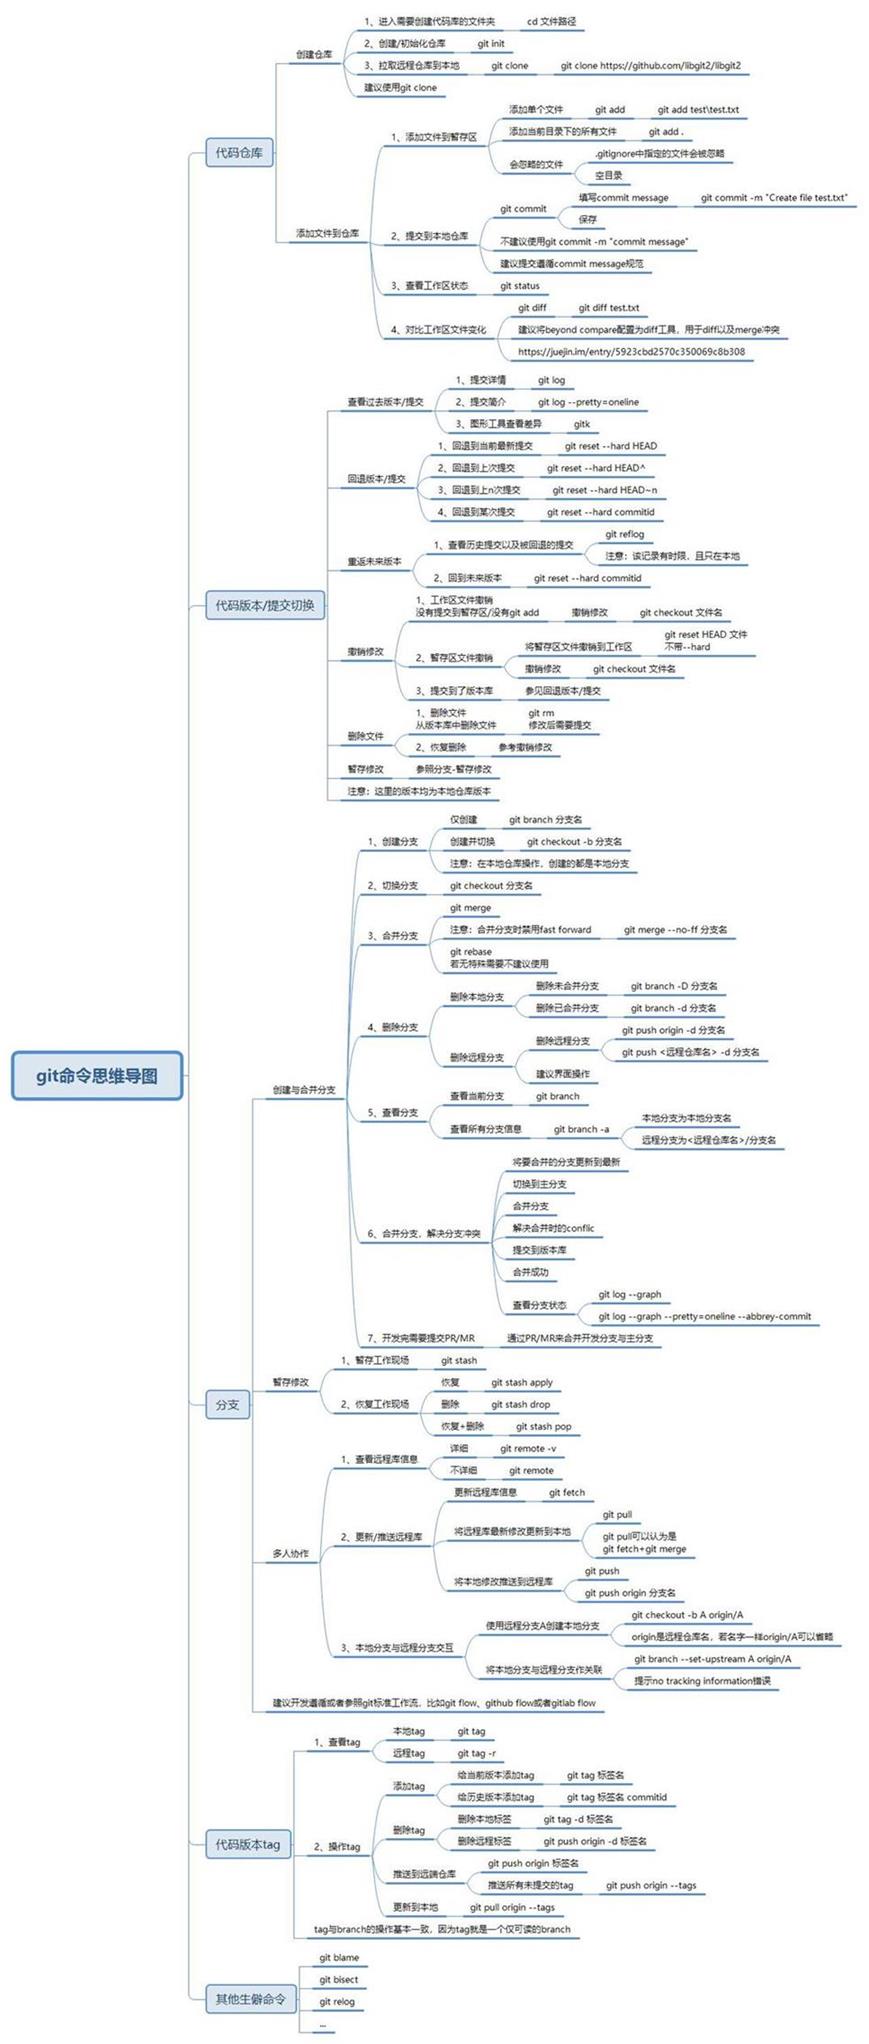 git命令思维导图
代码仓库
创建仓库
1、进入需要创建代码库的文件夹
cd 文件路径
2、创建/初始化仓库
git init
3、拉取远程仓库到本地
git clone
git clone https://github.com/libgit2/libgit2
建议使用git clone
添加文件到仓库
1、添加文件到暂存区
添加单个文件
git add
git add test\test.txt
添加当前目录下的所有文件
git add .
会忽略的文件
.gitignore中指定的文件会被忽略
空目录
2、提交到本地仓库
git commit
填写commit message
git commit -m "Create file test.txt"
保存
不建议使用git commit -m "commit message"
建议提交遵循commit message规范
3、查看工作区状态
git status
4、对比工作区文件变化
git diff
git diff test.txt
建议将beyond compare配置为diff工具，用于diff以及merge冲突
https://juejin.im/entry/5923cbd2570c350069c8b308
代码版本/提交切换
查看过去版本/提交
1、提交详情
git log
2、提交简介
git log --pretty=oneline
3、图形工具查看差异
gitk
回退版本/提交
1、回退到当前最新提交
git reset --hard HEAD
2、回退到上次提交
git reset --hard HEAD^
3、回退到上n次提交
git reset --hard HEAD~n
4、回退到某次提交
git reset --hard commitid
重返未来版本
1、查看历史提交以及被回退的提交
git reflog
注意：该记录有时限，且只在本地
2、回到未来版本
git reset --hard commitid
撤销修改
1、工作区文件撤销
没有提交到暂存区/没有git add
撤销修改
git checkout 文件名
2、暂存区文件撤销
将暂存区文件撤销到工作区
git reset HEAD 文件
不带--hard
撤销修改
git checkout 文件名
3、提交到了版本库
参见回退版本/提交
删除文件
1、删除文件
从版本库中删除文件
git rm
修改后需要提交
2、恢复删除
参考撤销修改
暂存修改
参照分支-暂存修改
注意：这里的版本均为本地仓库版本
分支
创建与合并分支
1、创建分支
仅创建
git branch 分支名
创建并切换
git checkout -b 分支名
注意：在本地仓库操作，创建的都是本地分支
2、切换分支
git checkout 分支名
3、合并分支
git merge
注意：合并分支时禁用fast forward
git merge --no-ff 分支名
git rebase
若无特殊需要不建议使用
4、删除分支
删除本地分支
删除未合并分支
git branch -D 分支名
删除已合并分支
git branch -d 分支名
删除远程分支
删除远程分支
git push origin -d 分支名
git push <远程仓库名> -d 分支名
建议界面操作
5、查看分支
查看当前分支
git branch
查看所有分支信息
git branch -a
本地分支为本地分支名
远程分支为<远程仓库名>/分支名
6、合并分支，解决分支冲突
将要合并的分支更新到最新
切换到主分支
合并分支
解决合并时的conflic
提交到版本库
合并成功
查看分支状态
git log --graph
git log --graph --pretty=oneline --abbrey-commit
7、开发完需要提交PR/MR
通过PR/MR来合并开发分支与主分支
暂存修改
1、暂存工作现场
git stash
2、恢复工作现场
恢复
git stash apply
删除
git stash drop
恢复+删除
git stash pop
多人协作
1、查看远程库信息
详细
git remote -v
不详细
git remote
2、更新/推送远程库
更新远程库信息
git fetch
将远程库最新修改更新到本地
git pull
git pull可以认为是
git fetch+git merge
将本地修改推送到远程库
git push
git push origin 分支名
3、本地分支与远程分支交互
使用远程分支A创建本地分支
git checkout -b A origin/A
origin是远程仓库名，若名字一样origin/A可以省略
将本地分支与远程分支作关联
git branch --set-upstream A origin/A
提示no tracking information错误
建议开发遵循或者参照git标准工作流，比如git flow、github flow或者gitlab flow
代码版本tag
1、查看tag
本地tag
git tag
远程tag
git tag -r
2、操作tag
添加tag
给当前版本添加tag
git tag 标签名
给历史版本添加tag
git tag 标签名 commitid
删除tag
删除本地标签
git tag -d 标签名
删除远程标签
git push origin -d 标签名
推送到远端仓库
git push origin 标签名
推送所有未提交的tag
git push origin --tags
更新到本地
git pull origin --tags
tag与branch的操作基本一致，因为tag就是一个仅可读的branch
其他生僻命令
git blame
git bisect
git relog
...